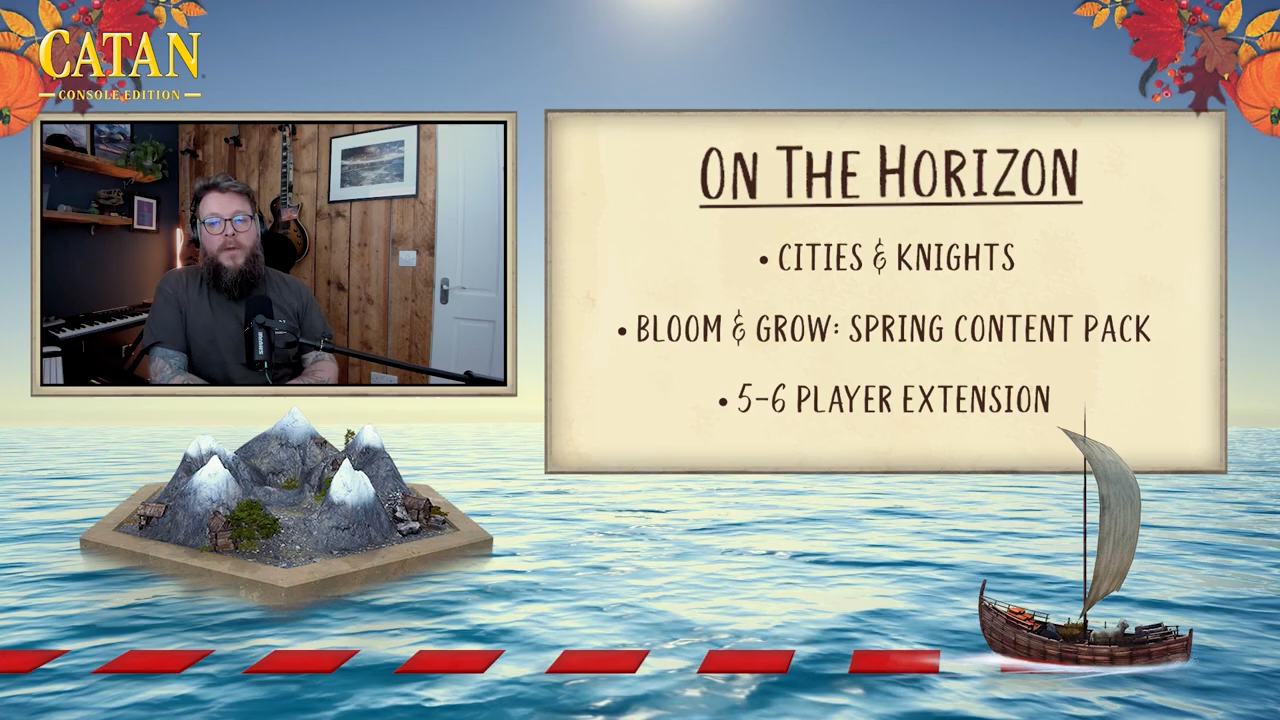 CATAN
CONSOLE EDITION
ON THE HORIZON
• CITIES & KNIGHTS
• BLOOM & GROW: SPRING CONTENT PACK
• 5-6 PLAYER EXTENSION